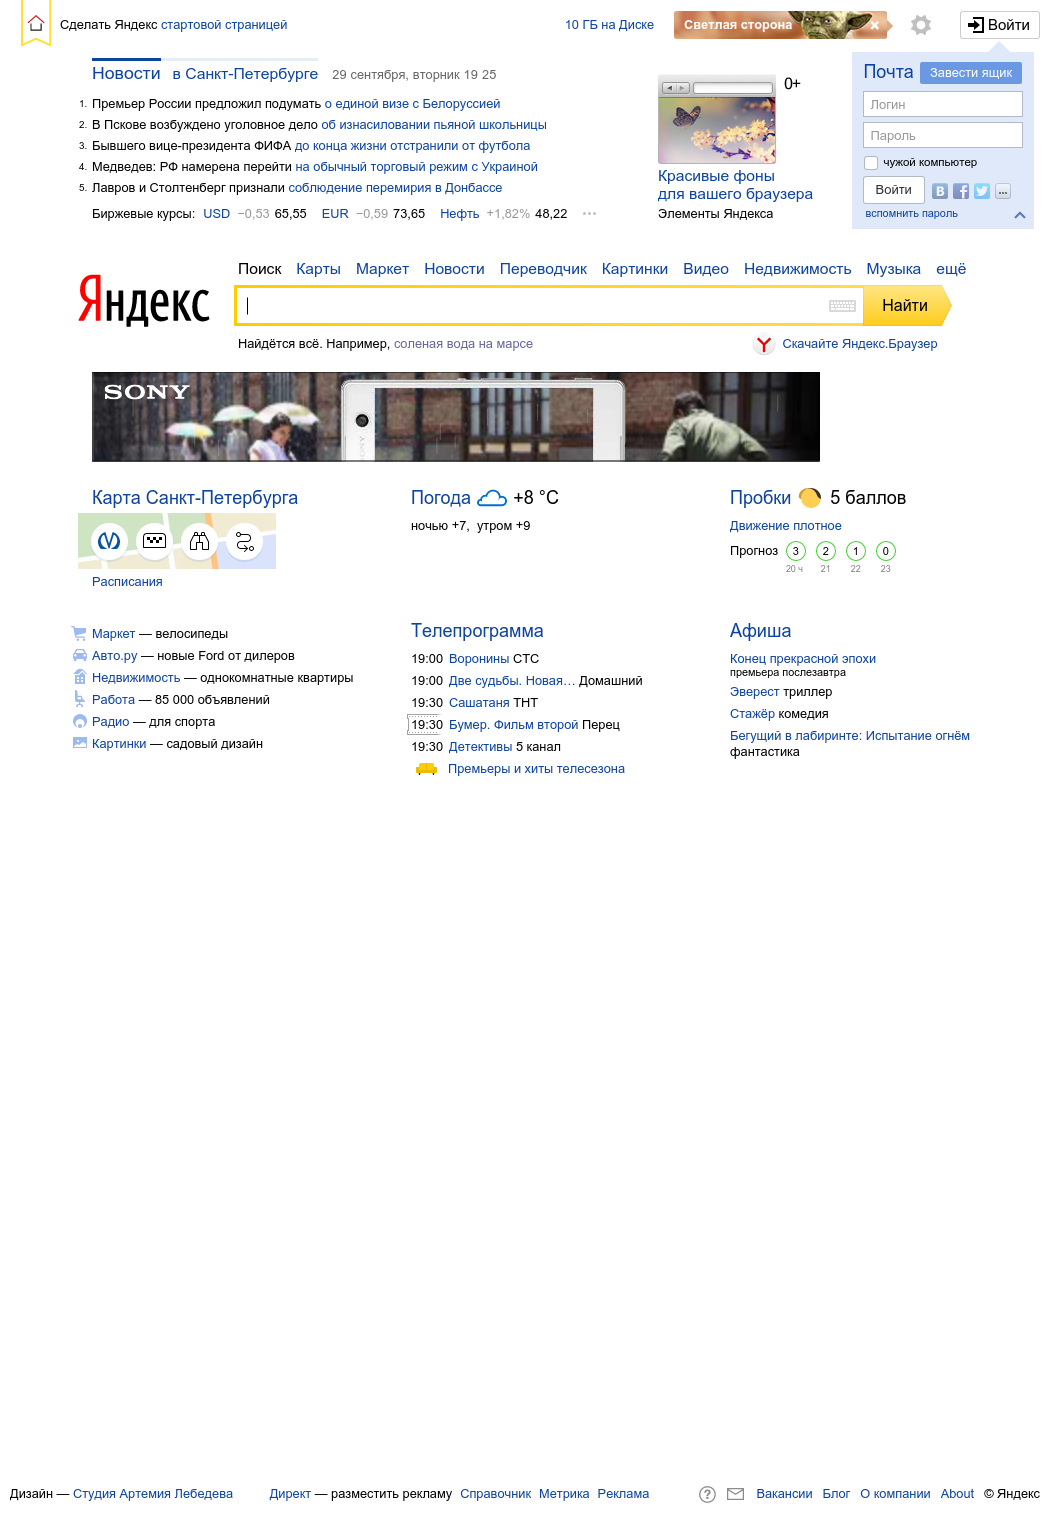 Сделать Яндекс стартовой страницей
10 ГБ на Диске
Светлая сторона
Войти
Новости в Санкт-Петербурге 29 сентября, вторник 19 25
1. Премьер России предложил подумать о единой визе с Белоруссией
2. В Пскове возбуждено уголовное дело об изнасиловании пьяной школьницы
3. Бывшего вице-президента ФИФА до конца жизни отстранили от футбола
4. Медведев: РФ намерена перейти на обычный торговый режим с Украиной
5. Лавров и Столтенберг признали соблюдение перемирия в Донбассе
Биржевые курсы: USD −0,53 65,55 EUR −0,59 73,65 Нефть +1,82% 48,22
0+
Красивые фоны
для вашего браузера
Элементы Яндекса
Почта Завести ящик
Логин
Пароль
чужой компьютер
Войти
вспомнить пароль
Поиск Карты Маркет Новости Переводчик Картинки Видео Недвижимость Музыка ещё
Яндекс
Найти
Найдётся всё. Например, соленая вода на марсе
Скачайте Яндекс.Браузер
SONY
SONY
Карта Санкт-Петербурга
Расписания
Погода +8 °C
ночью +7, утром +9
Пробки 5 баллов
Движение плотное
Прогноз 3 2 1 0
20 ч 21 22 23
Маркет — велосипеды
Авто.ру — новые Ford от дилеров
Недвижимость — однокомнатные квартиры
Работа — 85 000 объявлений
Радио — для спорта
Картинки — садовый дизайн
Телепрограмма
19:00 Воронины СТС
19:00 Две судьбы. Новая… Домашний
19:30 Сашатаня ТНТ
19:30 Бумер. Фильм второй Перец
19:30 Детективы 5 канал
Премьеры и хиты телесезона
Афиша
Конец прекрасной эпохи
премьера послезавтра
Эверест триллер
Стажёр комедия
Бегущий в лабиринте: Испытание огнём
фантастика
Дизайн — Студия Артемия Лебедева
Директ — разместить рекламу Справочник Метрика Реклама
Вакансии Блог О компании About © Яндекс